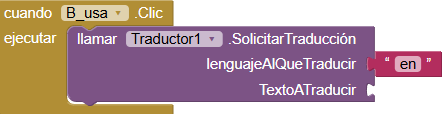 cuando B_usa .Clic
ejecutar llamar Traductor1 .SolicitarTraducción
lenguajeAlQueTraducir " en "
TextoATraducir